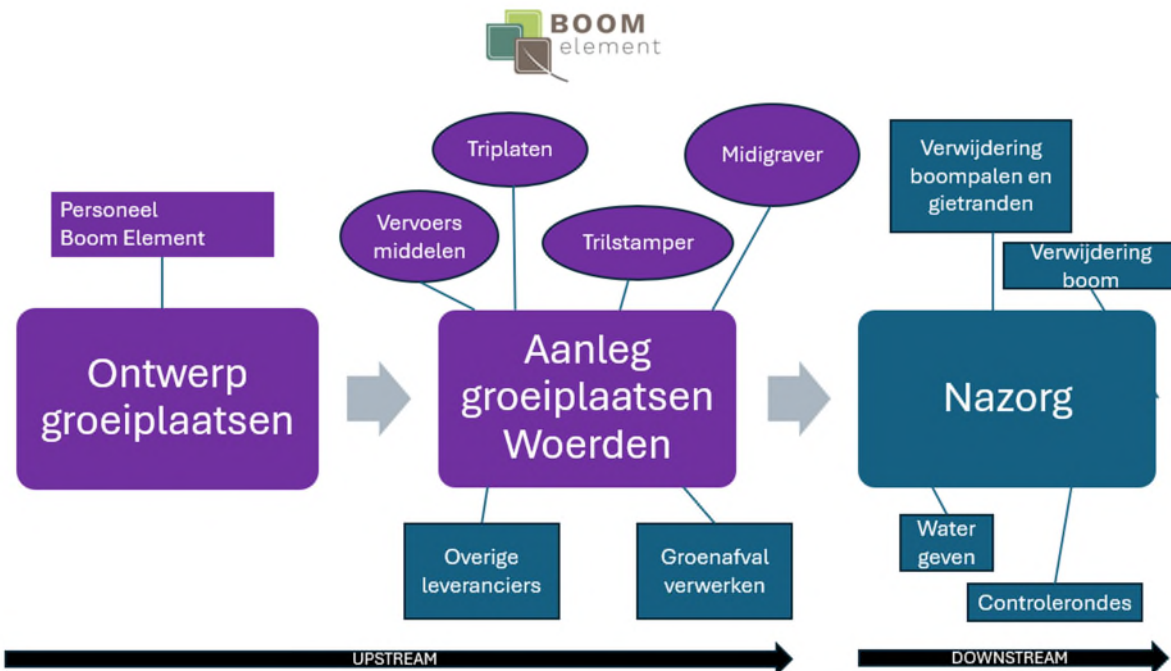 BOOM
element
Triplaten
Midigraver
Verwijdering
boompalen en
gietranden
Personeel
Boom Element
Vervoers
middelen
Trilstamper
Verwijdering
boom
Ontwerp
groeiplaatsen
Aanleg
groeiplaatsen
Woerden
Nazorg
Overige
leveranciers
Groenafval
verwerken
Water
geven
Controlerondes
UPSTREAM
DOWNSTREAM